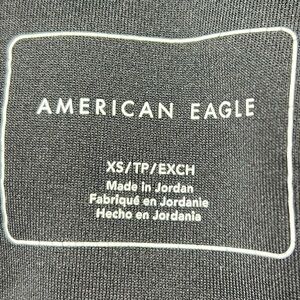 AMERICAN EAGLE
XS/TP/EXCH
Made in Jordan
Fabriqué en Jordanie
Hecho en Jordania